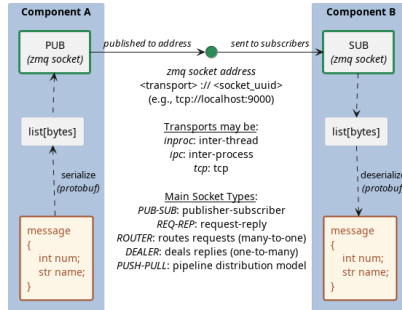 Component A
PUB
(zmq socket)
list[bytes]
serialize
(protobuf)
message
{
int num;
str name;
}
published to address
sent to subscribers
zmq socket address
<transport> :// <socket_uuid>
(e.g., tcp://localhost:9000)
Transports may be:
inproc: inter-thread
ipc: inter-process
tcp: tcp
Main Socket Types:
PUB-SUB: publisher-subscriber
REQ-REP: request-reply
ROUTER: routes requests (many-to-one)
DEALER: deals replies (one-to-many)
PUSH-PULL: pipeline distribution model
Component B
SUB
(zmq socket)
list[bytes]
deserialize
(protobuf)
message
{
int num;
str name;
}